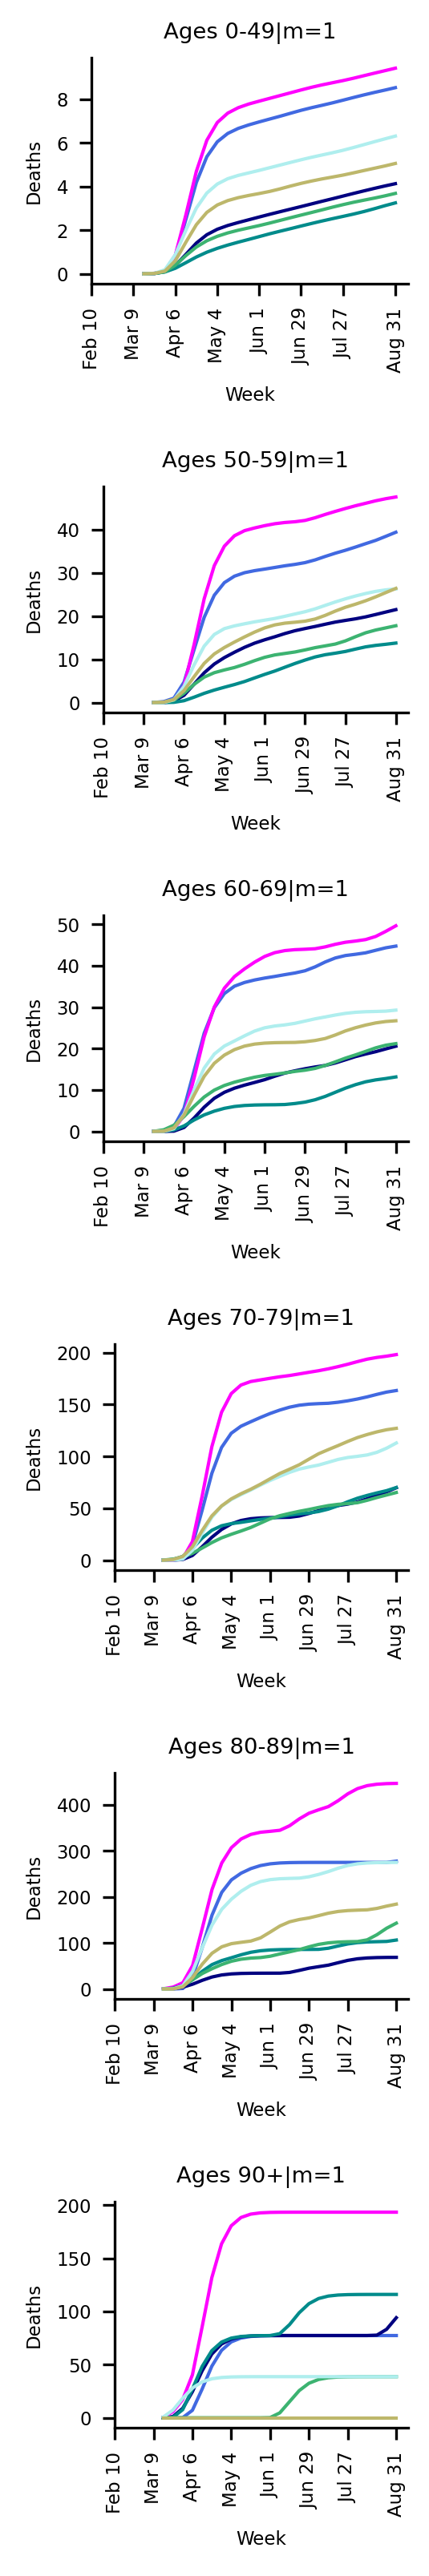 Ages 0-49|m=1
8
6
4
2
0
Deaths
Feb 10
Mar 9
Apr 6
May 4
Jun 1
Jun 29
Jul 27
Aug 31
Week
Ages 50-59|m=1
40
30
20
10
0
Deaths
Feb 10
Mar 9
Apr 6
May 4
Jun 1
Jun 29
Jul 27
Aug 31
Week
Ages 60-69|m=1
50
40
30
20
10
0
Deaths
Feb 10
Mar 9
Apr 6
May 4
Jun 1
Jun 29
Jul 27
Aug 31
Week
Ages 70-79|m=1
200
150
100
50
0
Deaths
Feb 10
Mar 9
Apr 6
May 4
Jun 1
Jun 29
Jul 27
Aug 31
Week
Ages 80-89|m=1
400
300
200
100
0
Deaths
Feb 10
Mar 9
Apr 6
May 4
Jun 1
Jun 29
Jul 27
Aug 31
Week
Ages 90+|m=1
200
150
100
50
0
Deaths
Feb 10
Mar 9
Apr 6
May 4
Jun 1
Jun 29
Jul 27
Aug 31
Week